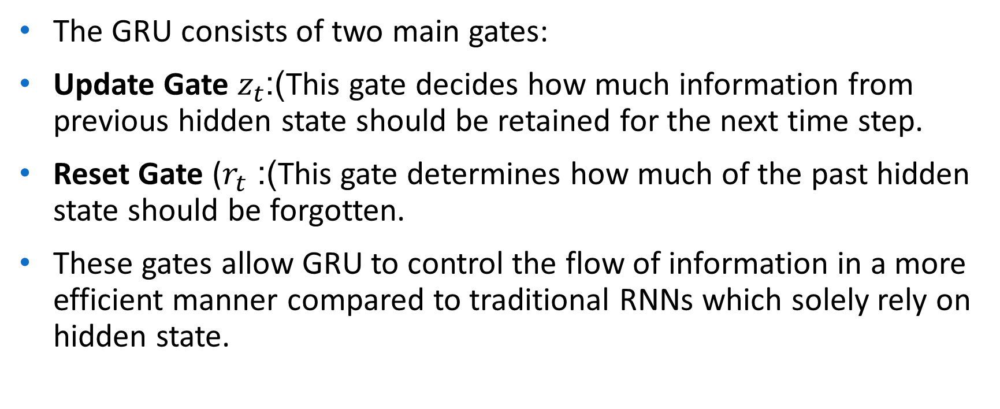 • The GRU consists of two main gates:
• Update Gate 𝑧𝑡:(This gate decides how much information from
previous hidden state should be retained for the next time step.
• Reset Gate (𝑟𝑡 :(This gate determines how much of the past hidden
state should be forgotten.
• These gates allow GRU to control the flow of information in a more
efficient manner compared to traditional RNNs which solely rely on
hidden state.